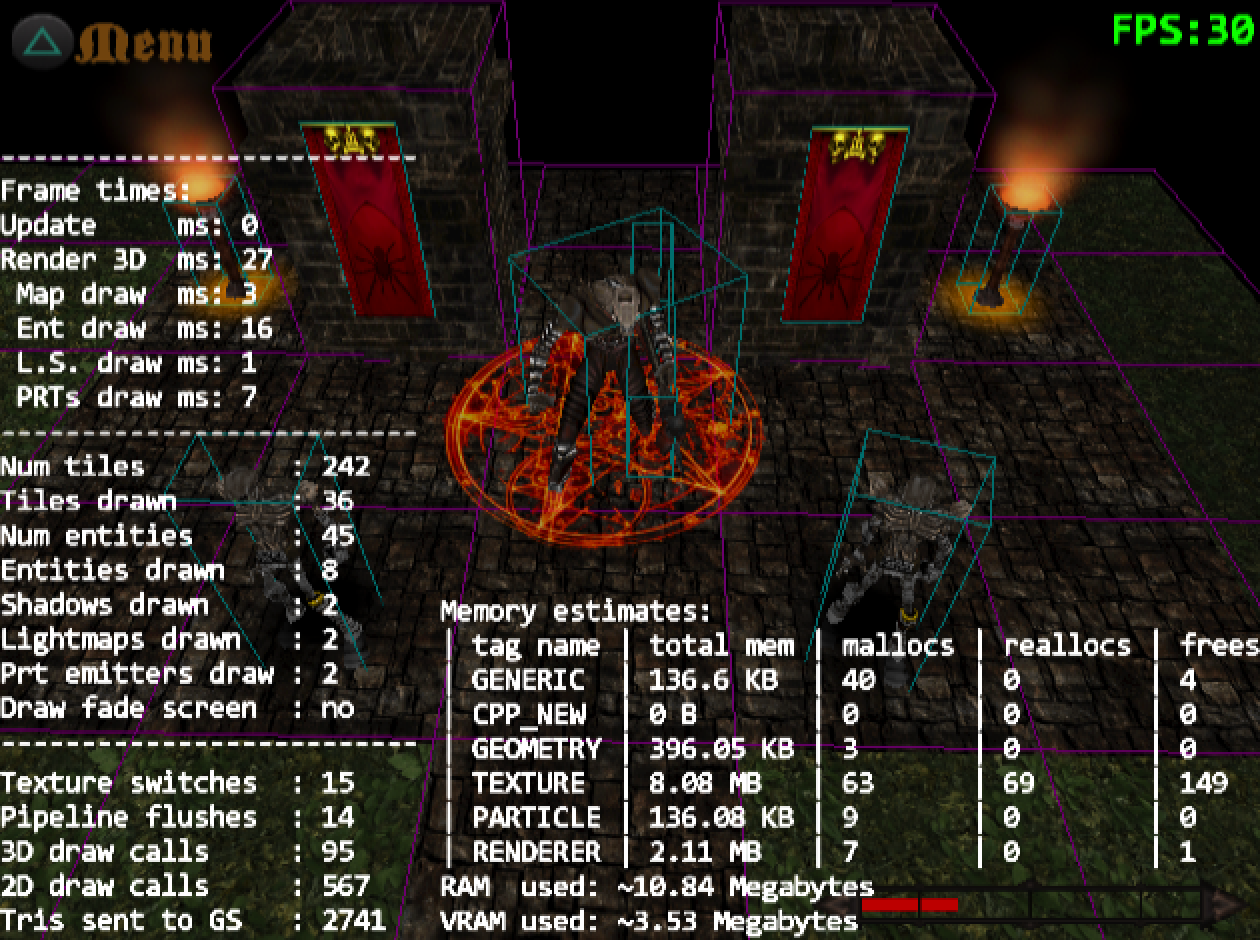 Menu
FPS:30
Frame times:
Update ms: 0
Render 3D ms: 27
Map draw ms: 3
Ent draw ms: 16
L.S. draw ms: 1
PRTs draw ms: 7
Num tiles : 242
Tiles drawn : 36
Num entities : 45
Entities drawn : 8
Shadows drawn : 2
Lightmaps drawn : 2
Prt emitters draw : 2
Draw fade screen : no
Texture switches : 15
Pipeline flushes : 14
3D draw calls : 95
2D draw calls : 567
Tris sent to GS : 2741
Memory estimates:
| tag name | total mem | mallocs | reallocs | frees
| GENERIC | 136.6 KB | 40 | 0 | 4
| CPP_NEW | 0 B | 0 | 0 | 0
| GEOMETRY | 396.05 KB | 3 | 0 | 0
| TEXTURE | 8.08 MB | 63 | 69 | 149
| PARTICLE | 136.08 KB | 9 | 0 | 0
| RENDERER | 2.11 MB | 7 | 0 | 1
RAM used: ~10.84 Megabytes
VRAM used: ~3.53 Megabytes